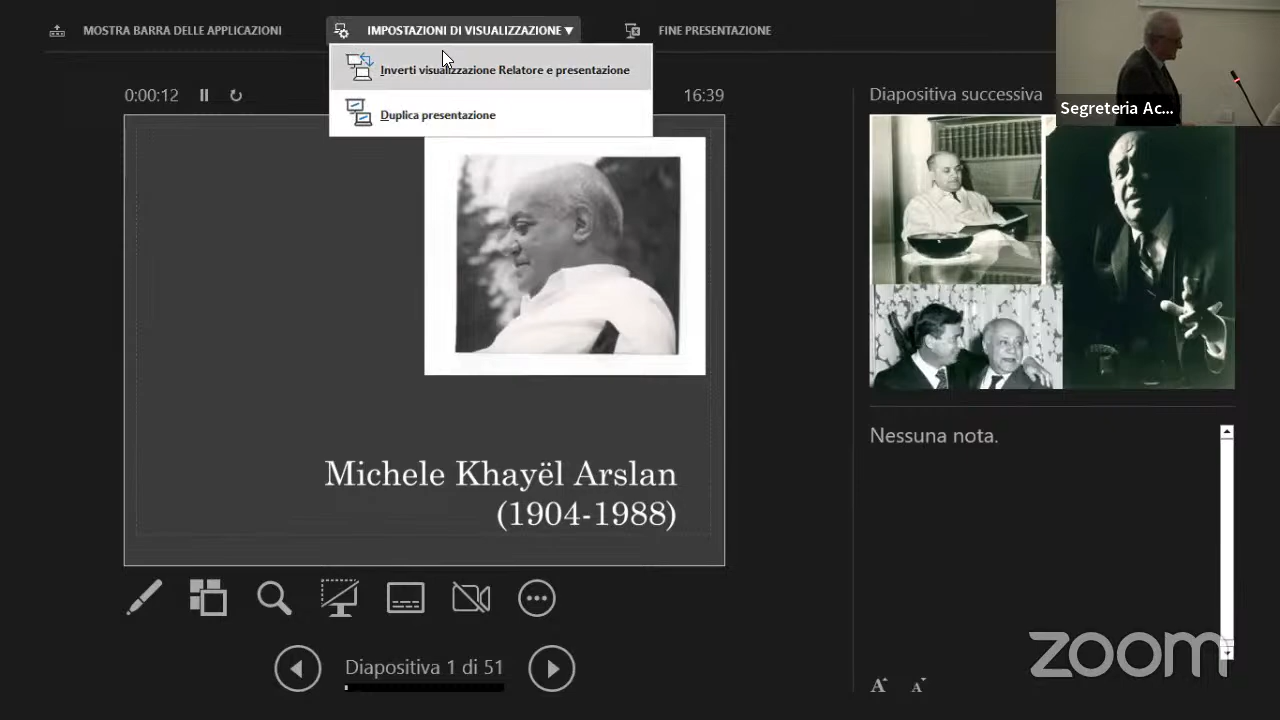 MOSTRA BARRA DELLE APPLICAZIONI
IMPOSTAZIONI DI VISUALIZZAZIONE ▼
FINE PRESENTAZIONE
Inverti visualizzazione Relatore e presentazione
Duplica presentazione
0:00:12
16:39
Diapositiva successiva
Segreteria Ac...
Michele Khayël Arslan
(1904-1988)
Nessuna nota.
Diapositiva 1 di 51
A A
zoom